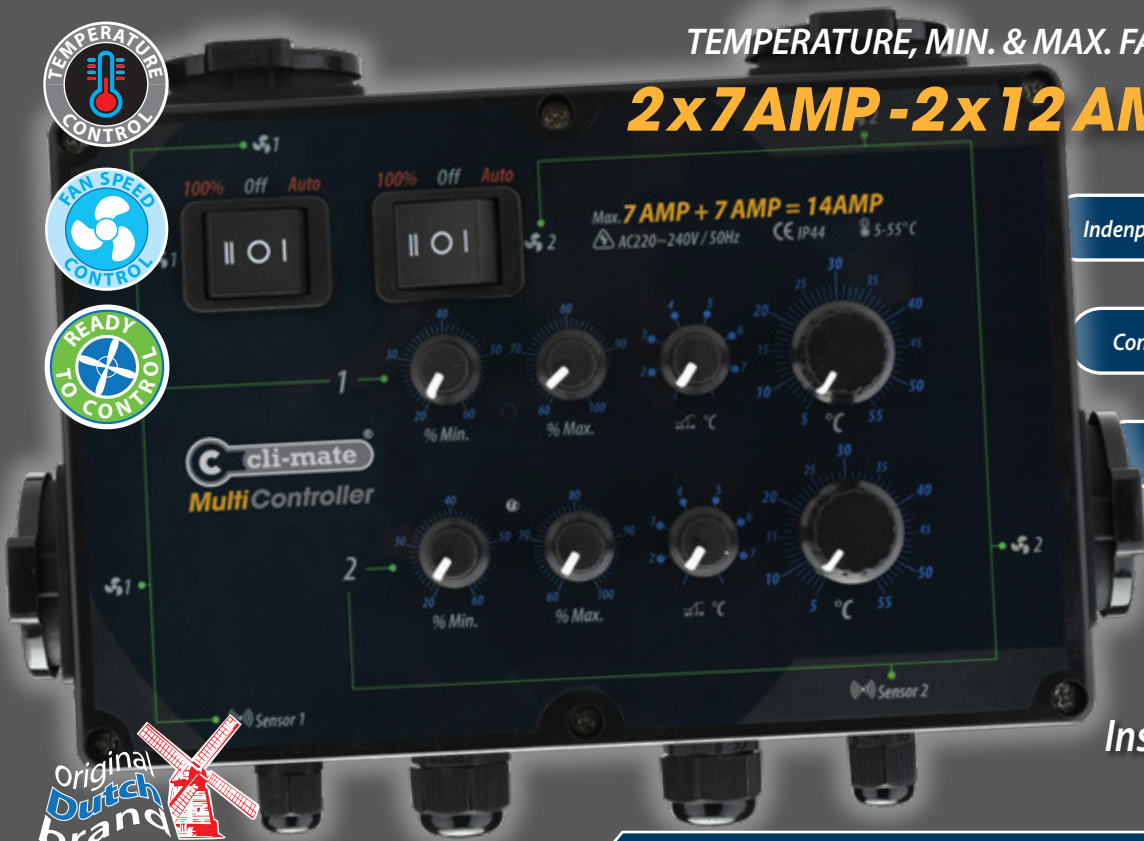 TEMPERATURE CONTROL
TEMPERATURE, MIN. & MAX. FA
2x7AMP - 2x12 AM
FAN SPEED CONTROL
READY TO CONTROL
1
100% Off Auto
100% Off Auto
II O I
II O I
1
2
2
Max. 7 AMP + 7 AMP = 14AMP
AC220~240V / 50Hz CE IP44 5-55°C
Indenp
Con
1
20 30 40 50 60
% Min.
60 70 80 90 100
% Max.
2 3 4 5 6 7
°C
5 10 15 20 25 30 35 40 45 50 55
°C
c cli-mate®
MultiController
2
20 30 40 50 60
% Min.
60 70 80 90 100
% Max.
2 3 4 5 6 7
°C
5 10 15 20 25 30 35 40 45 50 55
°C
1
2
Sensor 1
Sensor 2
Ins
Original
Dutch
brand